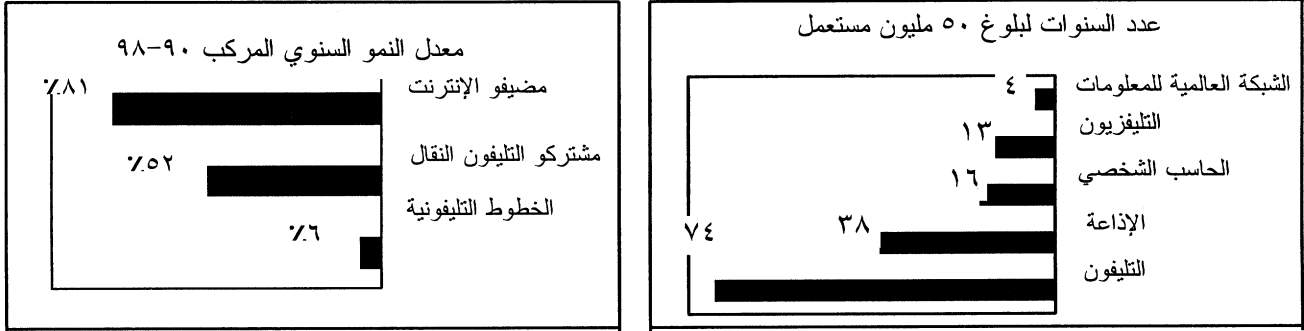 عدد السنوات لبلوغ ٥٠ مليون مستعمل
الشبكة العالمية للمعلومات ٤
التليفزيون ١٣
الحاسب الشخصي ١٦
الإذاعة ٣٨
التليفون ٧٤
معدل النمو السنوي المركب ٩٠-٩٨
مضيفو الإنترنت ٨١٪
مشتركو التليفون النقال ٥٢٪
الخطوط التليفونية ٦٪